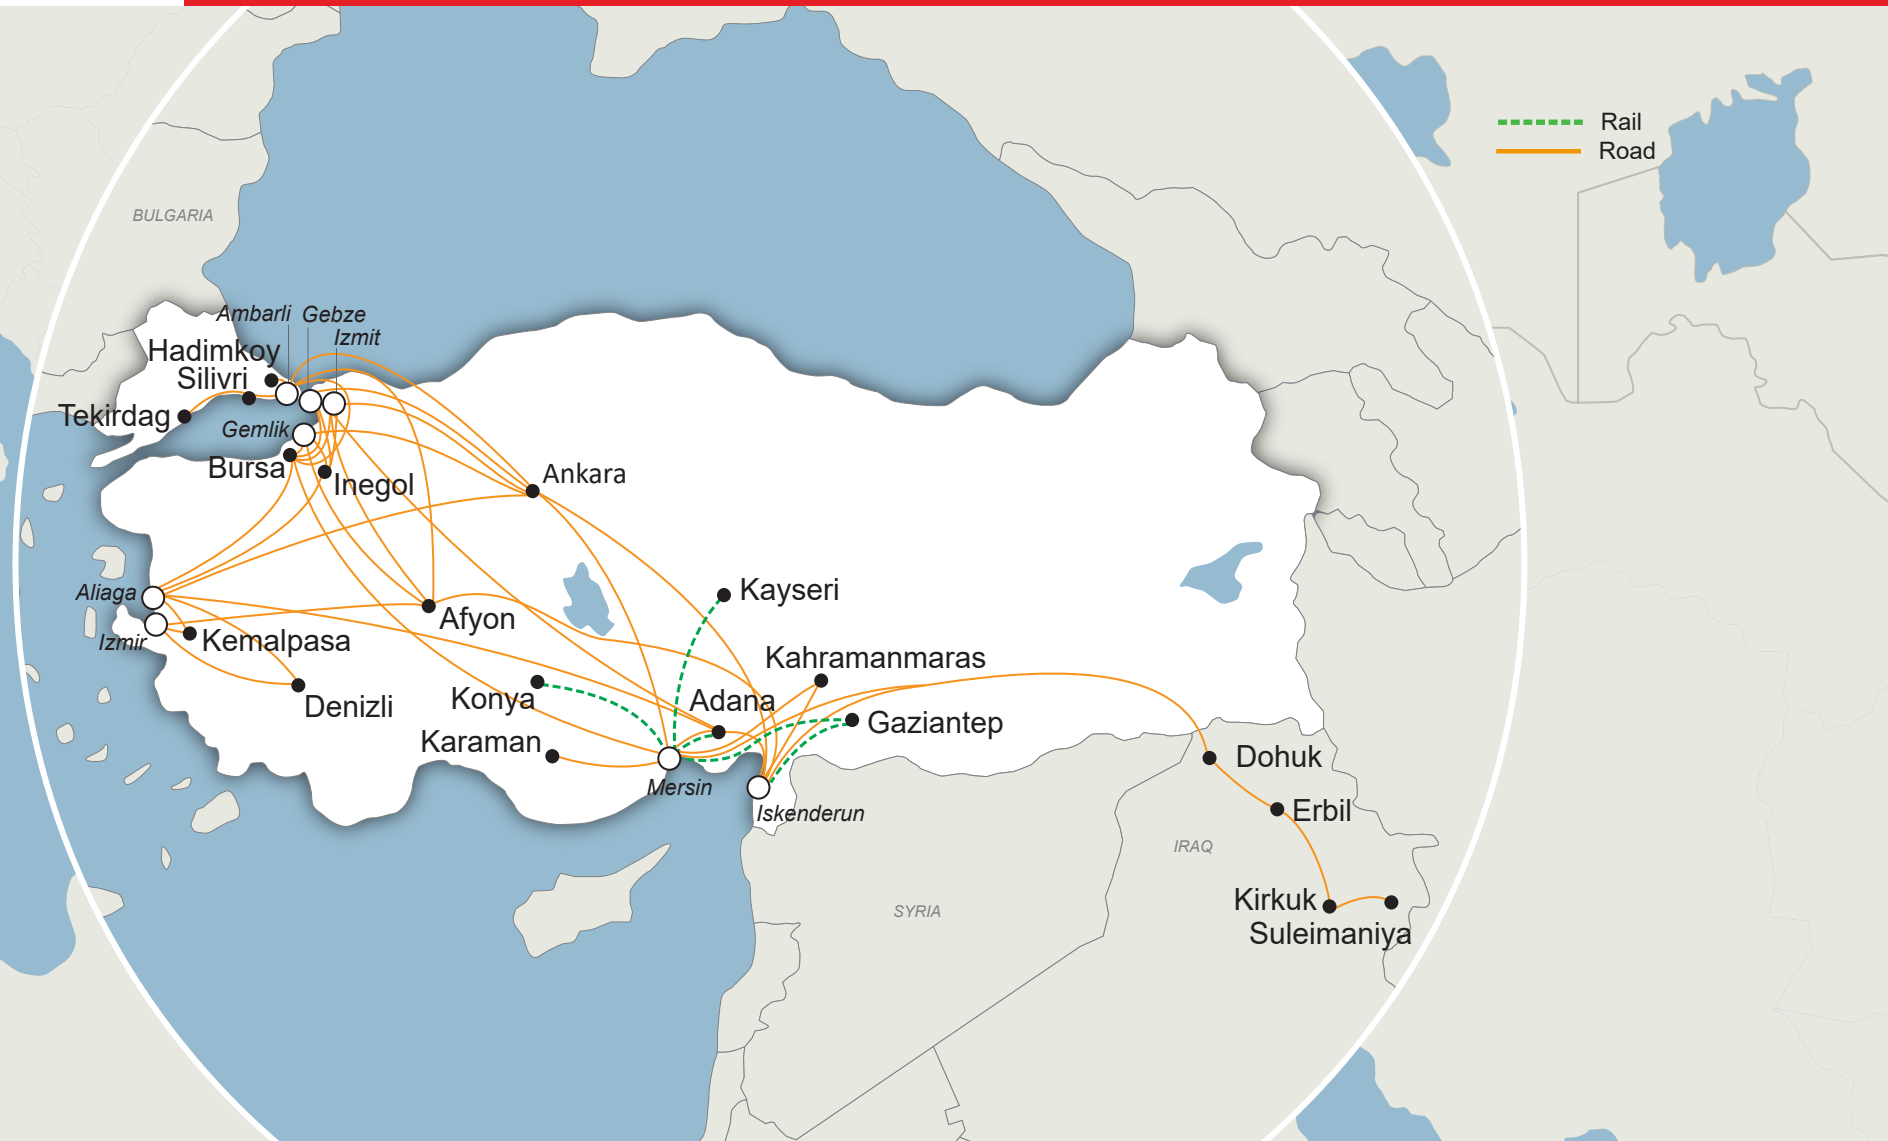 Rail
Road
BULGARIA
Ambarli
Gebze
Izmit
Hadimkoy
Silivri
Tekirdag
Gemlik
Bursa
Inegol
Ankara
Aliaga
Kayseri
Afyon
Izmir
Kemalpasa
Kahramanmaras
Konya
Adana
Denizli
Gaziantep
Karaman
Dohuk
Mersin
Iskenderun
Erbil
IRAQ
Kirkuk
SYRIA
Suleimaniya